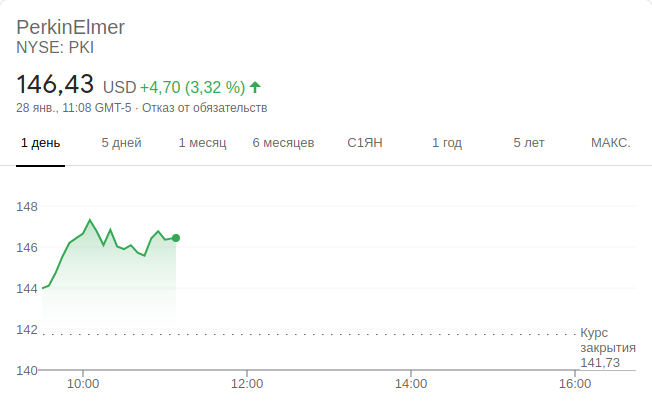 PerkinElmer
NYSE: PKI
146,43 USD +4,70 (3,32 %)
28 янв., 11:08 GMT-5 · Отказ от обязательств
1 день 5 дней 1 месяц 6 месяцев С1ЯН 1 год 5 лет МАКС.
148
146
144
142
Курс
закрытия
141,73
140
10:00 12:00 14:00 16:00